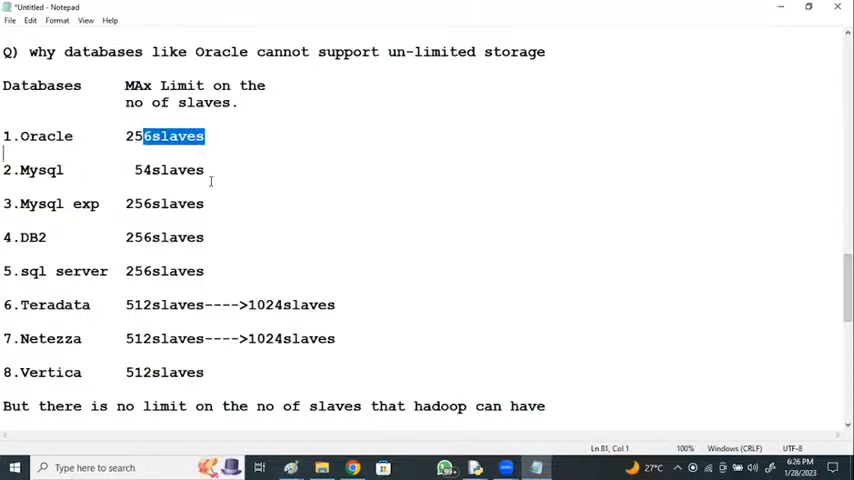 *Untitled - Notepad
File Edit Format View Help
Q) why databases like Oracle cannot support un-limited storage
Databases MAx Limit on the
no of slaves.
1.Oracle 256slaves
2.Mysql 54slaves
3.Mysql exp 256slaves
4.DB2 256slaves
5.sql server 256slaves
6.Teradata 512slaves---->1024slaves
7.Netezza 512slaves---->1024slaves
8.Vertica 512slaves
But there is no limit on the no of slaves that hadoop can have
Ln 81, Col 1 100% Windows (CRLF) UTF-8
Type here to search 99+ 27°C 6:26 PM
1/28/2023